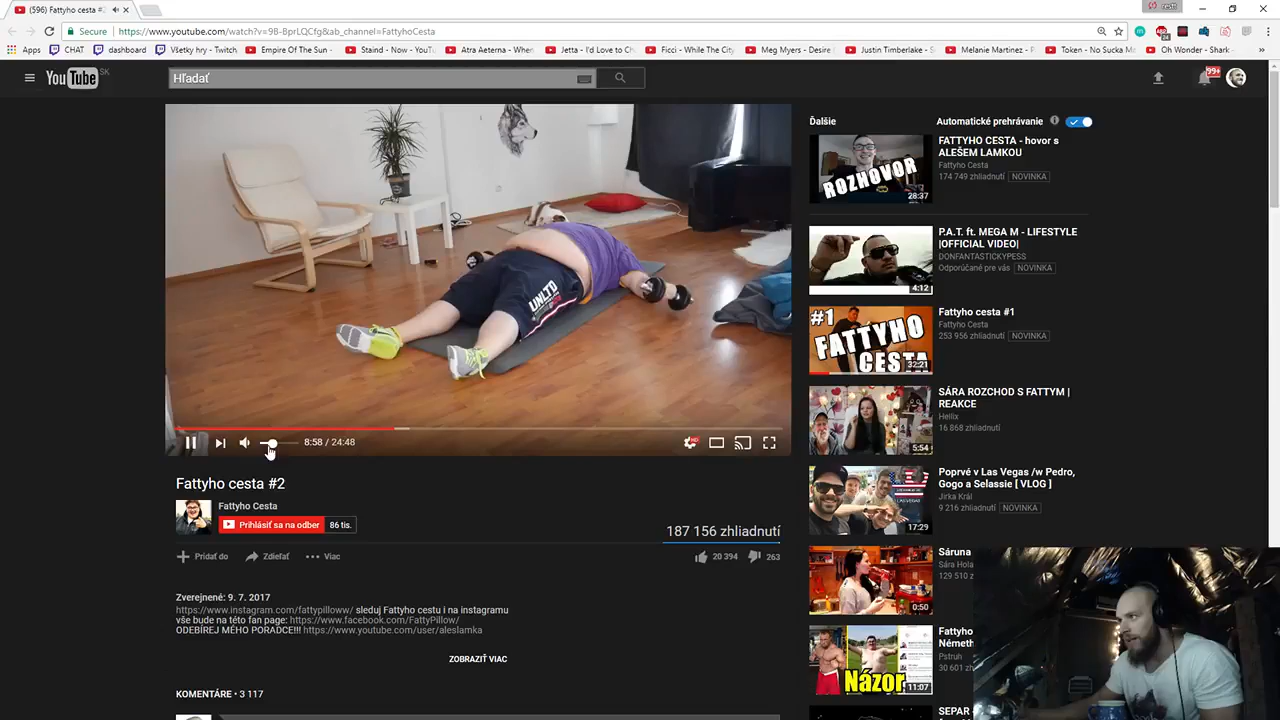 (596) Fattyho cesta #2
Secure
https://www.youtube.com/watch?v=9B-BprLQCfg&ab_channel=FattyhoCesta
Apps
CHAT
dashboard
Všetky hry - Twitch
Empire Of The Sun -
Staind - Now - YouTu
Atra Aeterna - When
Jetta - I'd Love to Ch
Ficci - While The City
Meg Myers - Desire
Justin Timberlake - S
Melanie Martinez - P
Token - No Sucka M
Oh Wonder - Shark
YouTube SK
Hľadať
99+
UNLTD
8:58 / 24:48
Fattyho cesta #2
Fattyho Cesta
Prihlásiť sa na odber
86 tis.
187 156 zhliadnutí
Pridať do
Zdieľať
Viac
20 394
263
Zverejnené: 9. 7. 2017
https://www.instagram.com/fattypilloww/ sleduj Fattyho cestu i na instagramu
vše bude na této fan page: https://www.facebook.com/FattyPillow/
ODEBÍREJ MÉHO PORADCE!!! https://www.youtube.com/user/aleslamka
ZOBRAZIŤ VIAC
KOMENTÁRE • 3 117
Ďalšie
Automatické prehrávanie
ROZHOVOR
28:37
FATTYHO CESTA - hovor s
ALEŠEM LAMKOU
Fattyho Cesta
174 749 zhliadnutí
NOVINKA
4:12
P.A.T. ft. MEGA M - LIFESTYLE
|OFFICIAL VIDEO|
DONFANTASTICKYPESS
Odporúčané pre vás
NOVINKA
#1
FATTYHO
CESTA
32:21
Fattyho cesta #1
Fattyho Cesta
253 956 zhliadnutí
NOVINKA
5:54
SÁRA ROZCHOD S FATTYM |
REAKCE
Hellix
16 868 zhliadnutí
17:29
Poprvé v Las Vegas /w Pedro,
Gogo a Selassie [ VLOG ]
Jirka Král
9 216 zhliadnutí
NOVINKA
0:50
Sáruna
Sára Hola
129 510 z
Názor
11:07
Fattyho
Németh
Pstruh
30 601 zh
SEPAR